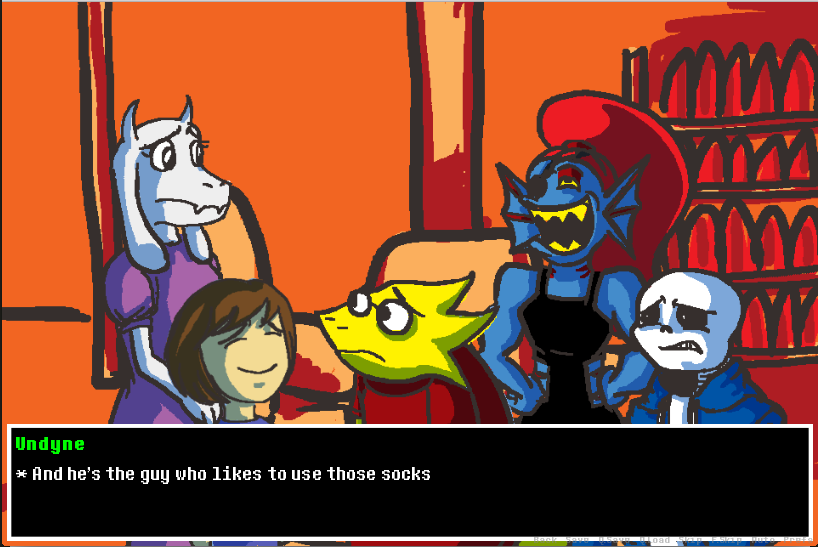 Undyne
* And he's the guy who likes to use those socks
Back Save Q.Save Q.Load Skip F.Skip Auto Prefs